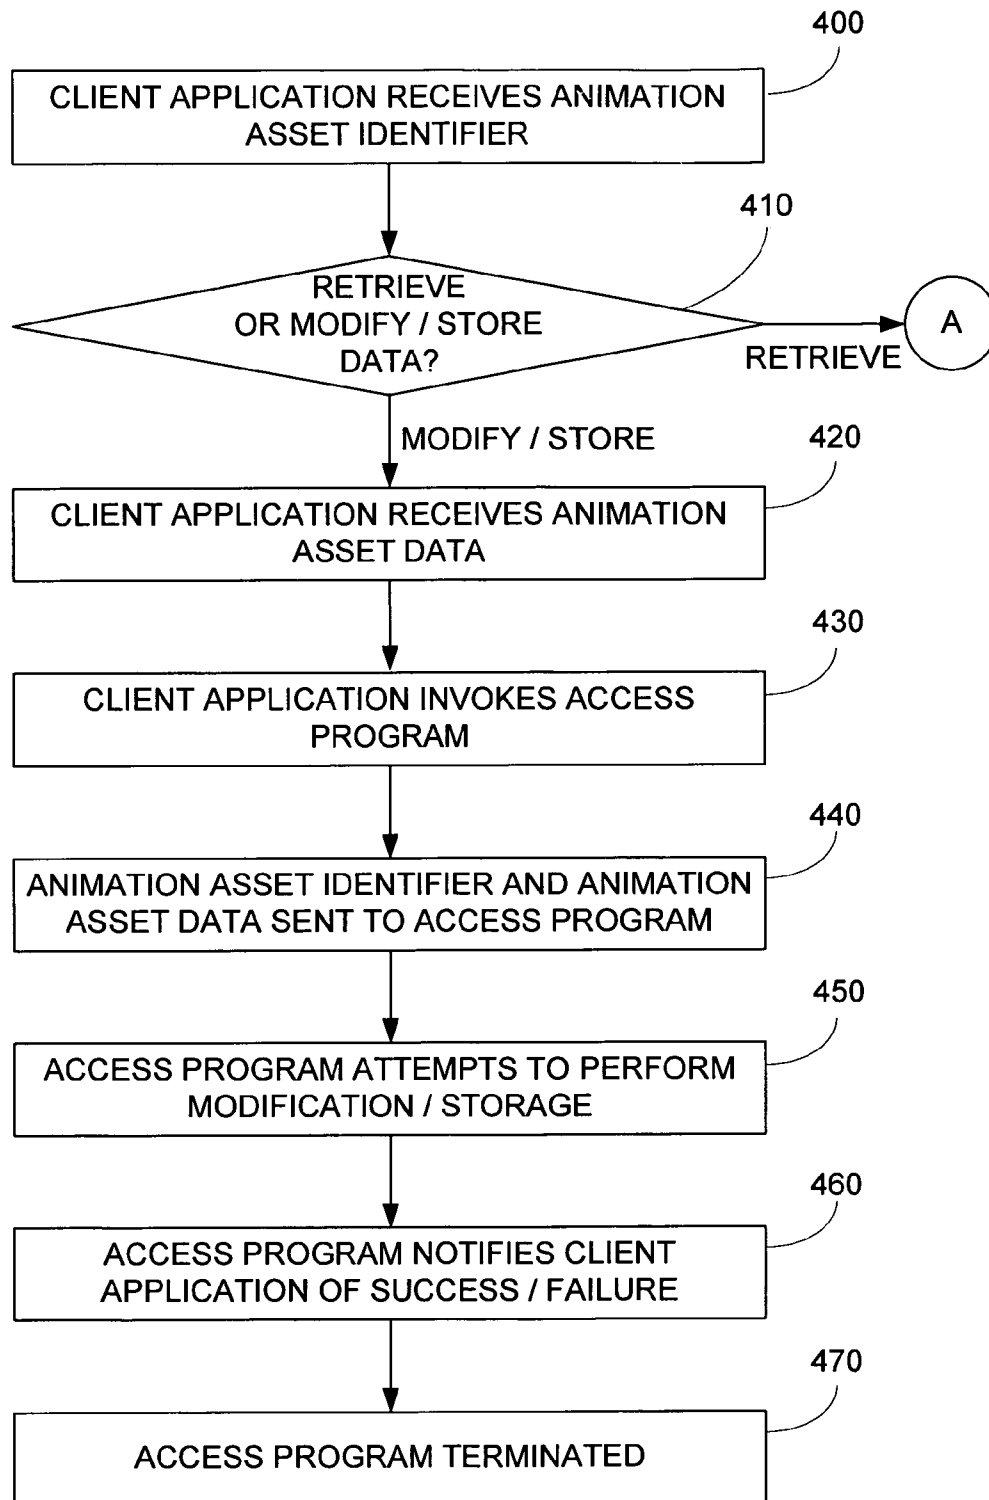 400
CLIENT APPLICATION RECEIVES ANIMATION
ASSET IDENTIFIER
410
RETRIEVE
OR MODIFY / STORE
DATA?
A
RETRIEVE
MODIFY / STORE
420
CLIENT APPLICATION RECEIVES ANIMATION
ASSET DATA
430
CLIENT APPLICATION INVOKES ACCESS
PROGRAM
440
ANIMATION ASSET IDENTIFIER AND ANIMATION
ASSET DATA SENT TO ACCESS PROGRAM
450
ACCESS PROGRAM ATTEMPTS TO PERFORM
MODIFICATION / STORAGE
460
ACCESS PROGRAM NOTIFIES CLIENT
APPLICATION OF SUCCESS / FAILURE
470
ACCESS PROGRAM TERMINATED